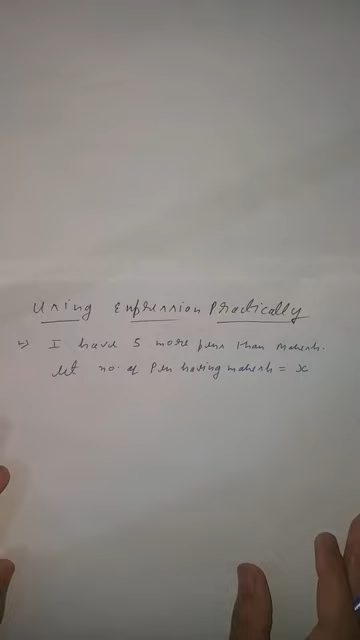 Using Expression Practically
=> I have 5 more pens than Mahesh.
Let no. of Pen having mahesh = x